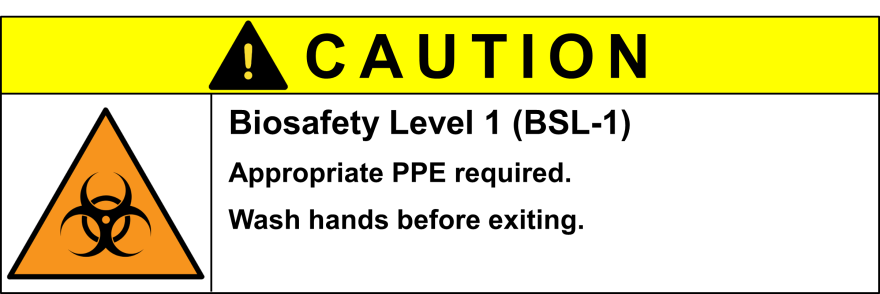 CAUTION
Biosafety Level 1 (BSL-1)
Appropriate PPE required.
Wash hands before exiting.